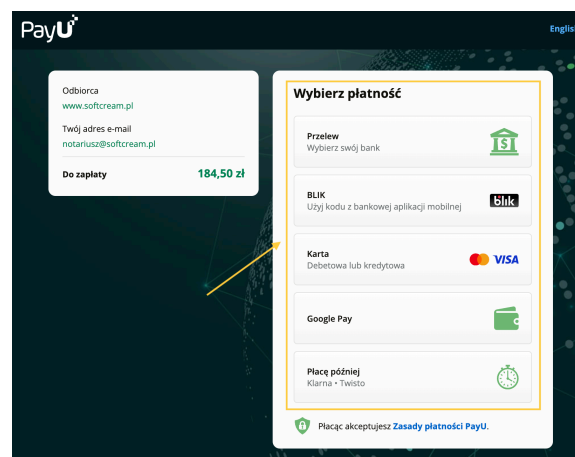 PayU
English
Odbiorca
www.softcream.pl
Twój adres e-mail
notariusz@softcream.pl
Do zapłaty 184,50 zł
Wybierz płatność
Przelew
Wybierz swój bank
BLIK
Użyj kodu z bankowej aplikacji mobilnej
blik
Karta
Debetowa lub kredytowa
VISA
Google Pay
Płacę później
Klarna • Twisto
Płacąc akceptujesz Zasady płatności PayU.